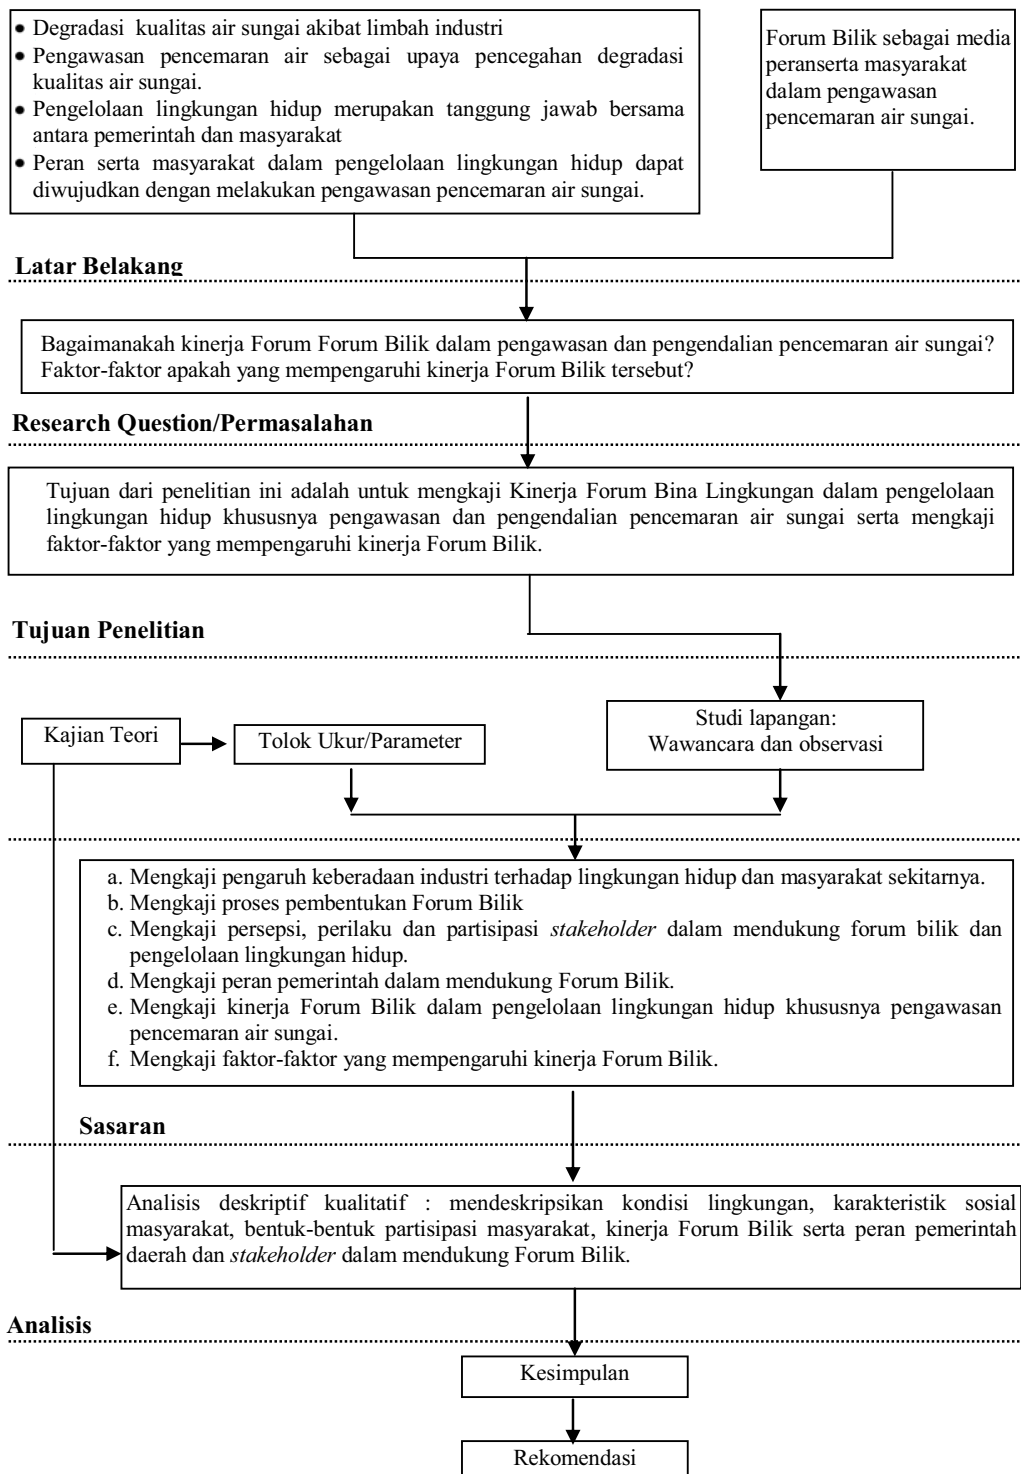 • Degradasi kualitas air sungai akibat limbah industri
• Pengawasan pencemaran air sebagai upaya pencegahan degradasi
kualitas air sungai.
• Pengelolaan lingkungan hidup merupakan tanggung jawab bersama
antara pemerintah dan masyarakat
• Peran serta masyarakat dalam pengelolaan lingkungan hidup dapat
diwujudkan dengan melakukan pengawasan pencemaran air sungai.
Forum Bilik sebagai media
peranserta masyarakat
dalam pengawasan
pencemaran air sungai.
Latar Belakang
Bagaimanakah kinerja Forum Forum Bilik dalam pengawasan dan pengendalian pencemaran air sungai?
Faktor-faktor apakah yang mempengaruhi kinerja Forum Bilik tersebut?
Research Question/Permasalahan
Tujuan dari penelitian ini adalah untuk mengkaji Kinerja Forum Bina Lingkungan dalam pengelolaan
lingkungan hidup khususnya pengawasan dan pengendalian pencemaran air sungai serta mengkaji
faktor-faktor yang mempengaruhi kinerja Forum Bilik.
Tujuan Penelitian
Kajian Teori
Tolok Ukur/Parameter
Studi lapangan:
Wawancara dan observasi
a. Mengkaji pengaruh keberadaan industri terhadap lingkungan hidup dan masyarakat sekitarnya.
b. Mengkaji proses pembentukan Forum Bilik
c. Mengkaji persepsi, perilaku dan partisipasi stakeholder dalam mendukung forum bilik dan
pengelolaan lingkungan hidup.
d. Mengkaji peran pemerintah dalam mendukung Forum Bilik.
e. Mengkaji kinerja Forum Bilik dalam pengelolaan lingkungan hidup khususnya pengawasan
pencemaran air sungai.
f. Mengkaji faktor-faktor yang mempengaruhi kinerja Forum Bilik.
Sasaran
Analisis deskriptif kualitatif : mendeskripsikan kondisi lingkungan, karakteristik sosial
masyarakat, bentuk-bentuk partisipasi masyarakat, kinerja Forum Bilik serta peran pemerintah
daerah dan stakeholder dalam mendukung Forum Bilik.
Analisis
Kesimpulan
Rekomendasi